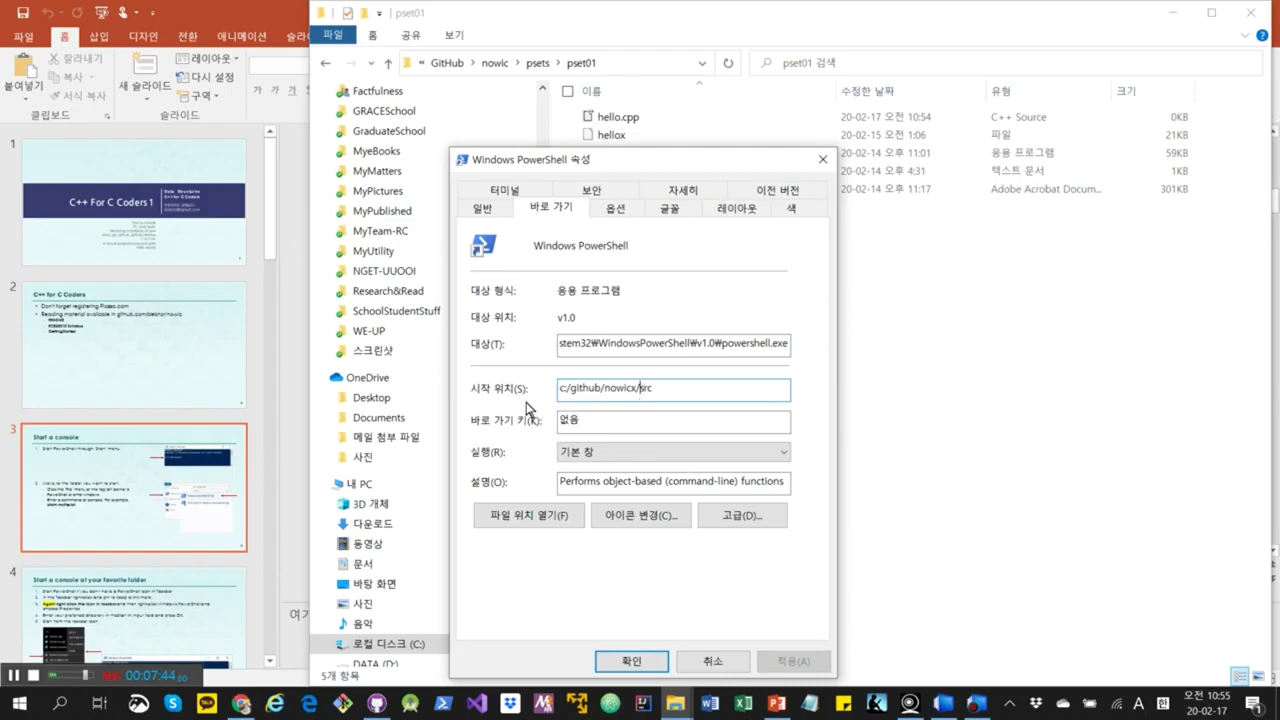 파일 홈 삽입 디자인 전환 애니메이션 슬라
붙여넣기
잘라내기
복사
서식 복사
클립보드
새 슬라이드
레이아웃
다시 설정
구역
슬라이드
가 가 가
1
C++ For C Coders 1
2
C++ for C Coders
3
Start a console
4
Start a console at your favorite folder
00:07:44
pset01
파일 홈 공유 보기
GitHub nowic psets pset01
pset01 검색
Factfulness
GRACESchool
GraduateSchool
MyeBooks
MyMatters
MyPictures
MyPublished
MyTeam-RC
MyUtility
NGET-UUOOI
Research&Read
SchoolStudentStuff
WE-UP
스크린샷
OneDrive
Desktop
Documents
메일 첨부 파일
사진
내 PC
3D 개체
다운로드
동영상
문서
바탕 화면
사진
음악
로컬 디스크 (C:)
DATA (D:)
5개 항목
이름 수정한 날짜 유형 크기
hello.cpp 20-02-17 오전 10:54 C++ Source 0KB
hellox 20-02-15 오전 1:06 파일 21KB
20-02-14 오후 11:01 응용 프로그램 59KB
20-02-14 오후 4:31 텍스트 문서 1KB
20-02-14 오후 11:17 Adobe Acrobat Docum... 301KB
Windows PowerShell 속성
터미널 보안 자세히 이전 버전
일반 바로 가기 옵션 글꼴 레이아웃 색
Windows PowerShell
대상 형식: 응용 프로그램
대상 위치: v1.0
대상(T): stem32₩WindowsPowerShell₩v1.0₩powershell.exe
시작 위치(S): c:/github/nowicx/src
바로 가기 키(K): 없음
실행(R): 기본 창
설명(O): Performs object-based (command-line) functions
파일 위치 열기(F) 아이콘 변경(C)... 고급(D)...
확인 취소 적용(A)
A 한
오전 10:55
20-02-17